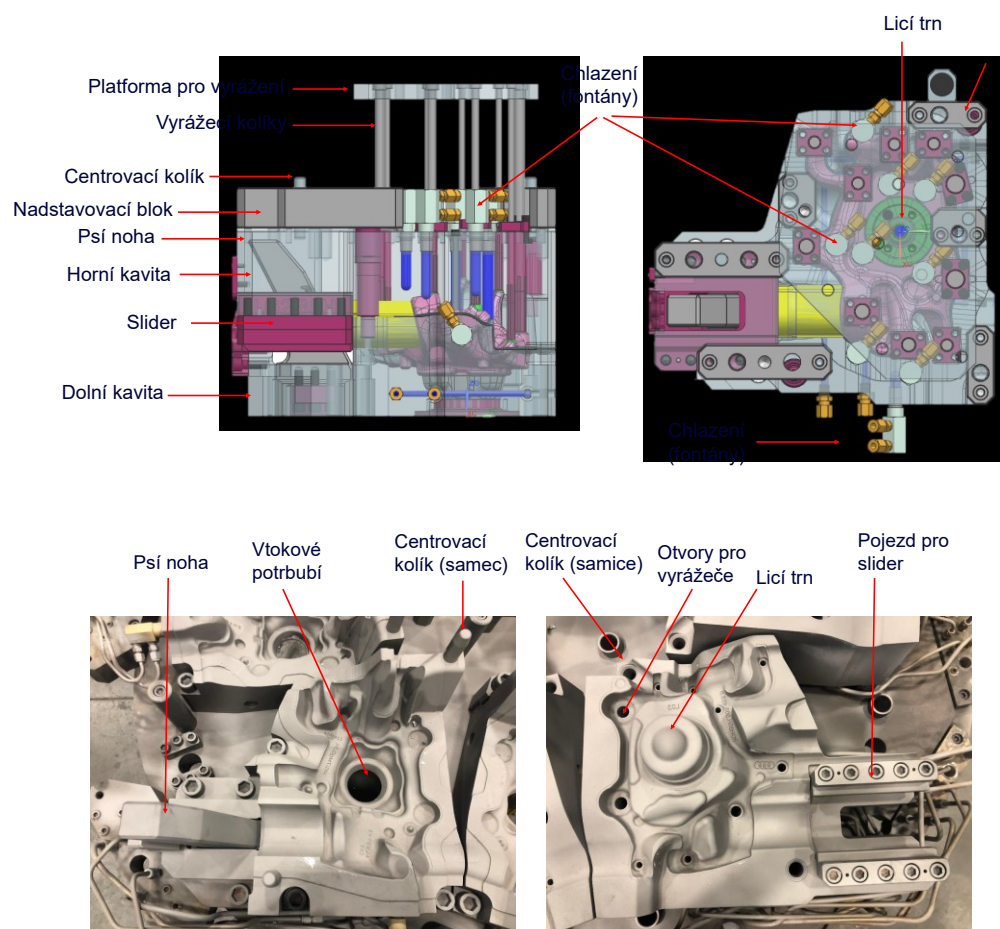 Licí trn
Platforma pro vyrážení
Vyrážecí kolíky
Chlazení
(fontány)
Centrovací kolík
Nadstavovací blok
Psí noha
Horní kavita
Slider
Dolní kavita
Chlazení
(fontány)
Psí noha
Vtokové
potrbubí
Centrovací
kolík (samec)
Centrovací
kolík (samice)
Otvory pro
vyrážeče
Licí trn
Pojezd pro
slider